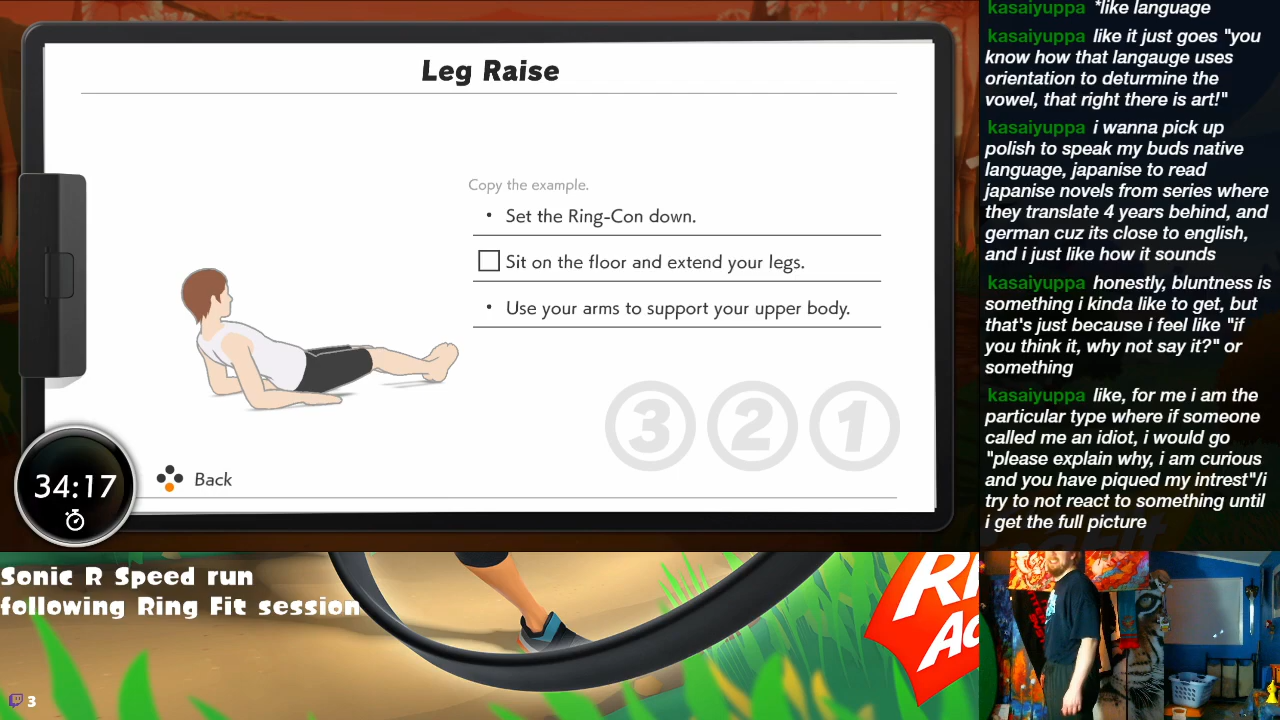 Leg Raise
Copy the example.
• Set the Ring-Con down.
Sit on the floor and extend your legs.
• Use your arms to support your upper body.
3 2 1
34:17
Back
Sonic R Speed run
following Ring Fit session
3
kasaiyuppa *like language
kasaiyuppa like it just goes "you
know how that langauge uses
orientation to deturmine the
vowel, that right there is art!"
kasaiyuppa i wanna pick up
polish to speak my buds native
language, japanise to read
japanise novels from series where
they translate 4 years behind, and
german cuz its close to english,
and i just like how it sounds
kasaiyuppa honestly, bluntness is
something i kinda like to get, but
that's just because i feel like "if
you think it, why not say it?" or
something
kasaiyuppa like, for me i am the
particular type where if someone
called me an idiot, i would go
"please explain why, i am curious
and you have piqued my intrest"/i
try to not react to something until
i get the full picture